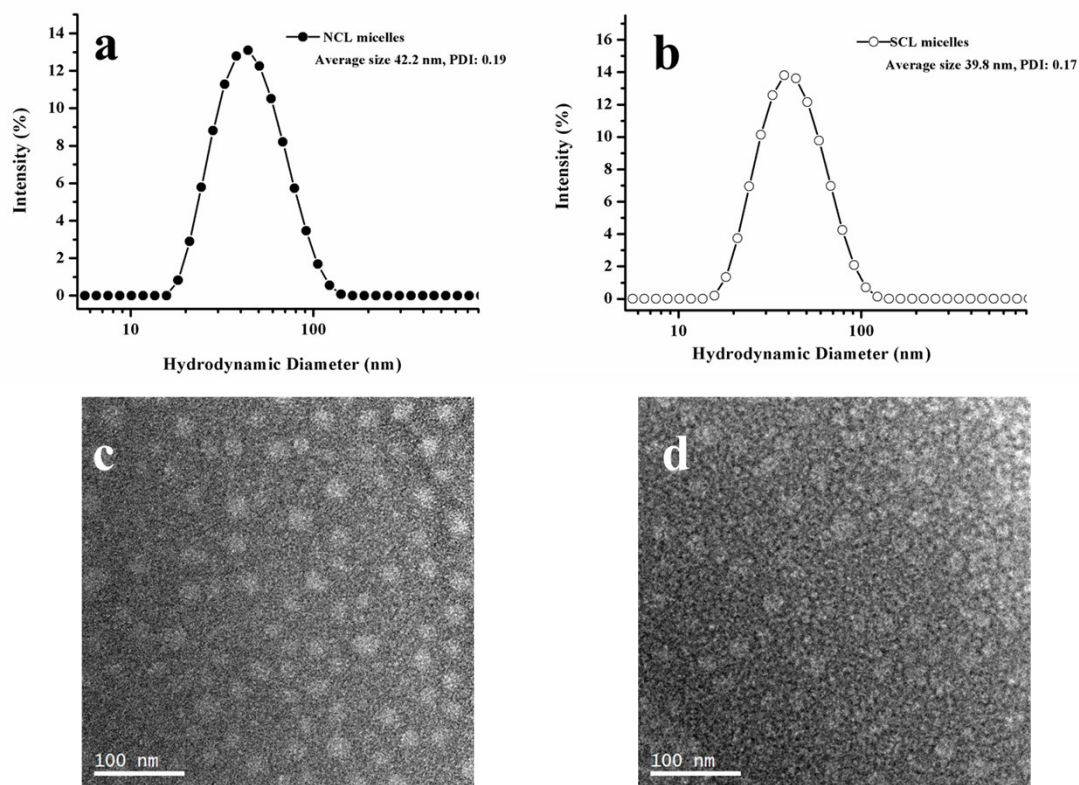 a
NCL micelles
Average size 42.2 nm, PDI: 0.19
Intensity (%)
14
12
10
8
6
4
2
0
10
100
Hydrodynamic Diameter (nm)
b
SCL micelles
Average size 39.8 nm, PDI: 0.17
Intensity (%)
16
14
12
10
8
6
4
2
0
10
100
Hydrodynamic Diameter (nm)
c
100 nm
d
100 nm